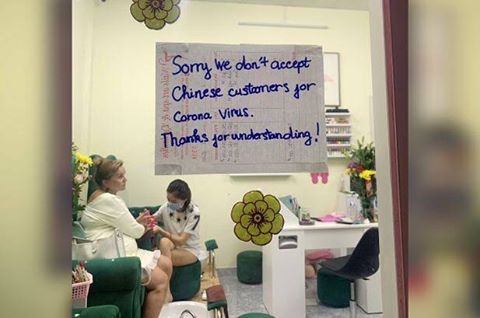 Sorry we don't accept
Chinese customers for
Corona virus.
Thanks for understanding!